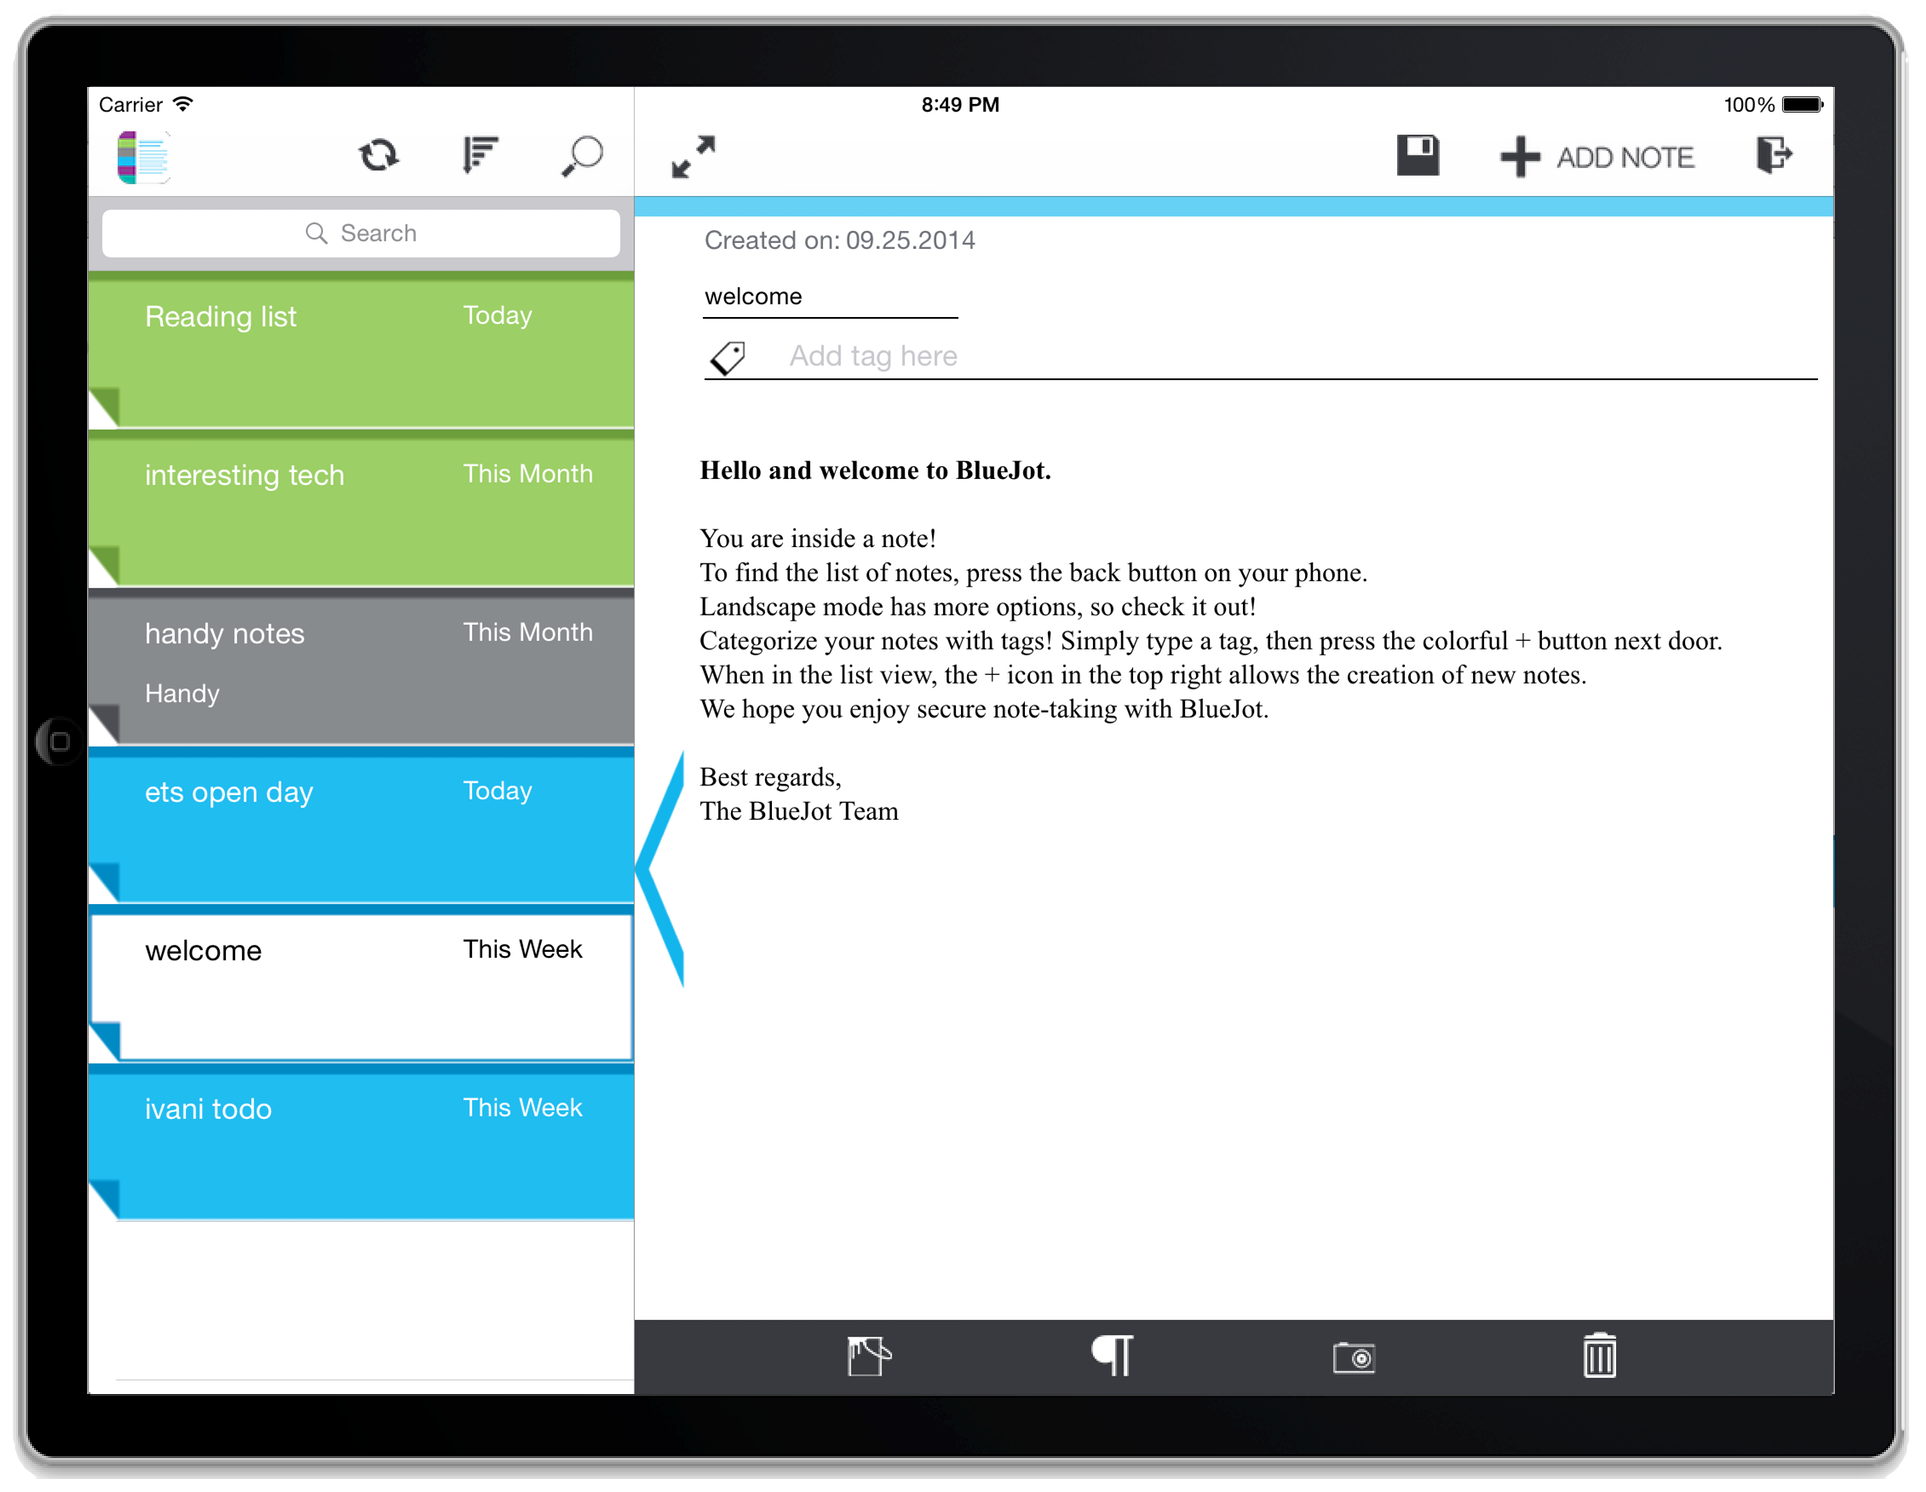 Carrier
8:49 PM
100%
ADD NOTE
Search
Reading list Today
interesting tech This Month
handy notes This Month
Handy
ets open day Today
welcome This Week
ivani todo This Week
Created on: 09.25.2014
welcome
Add tag here
Hello and welcome to BlueJot.
You are inside a note!
To find the list of notes, press the back button on your phone.
Landscape mode has more options, so check it out!
Categorize your notes with tags! Simply type a tag, then press the colorful + button next door.
When in the list view, the + icon in the top right allows the creation of new notes.
We hope you enjoy secure note-taking with BlueJot.
Best regards,
The BlueJot Team